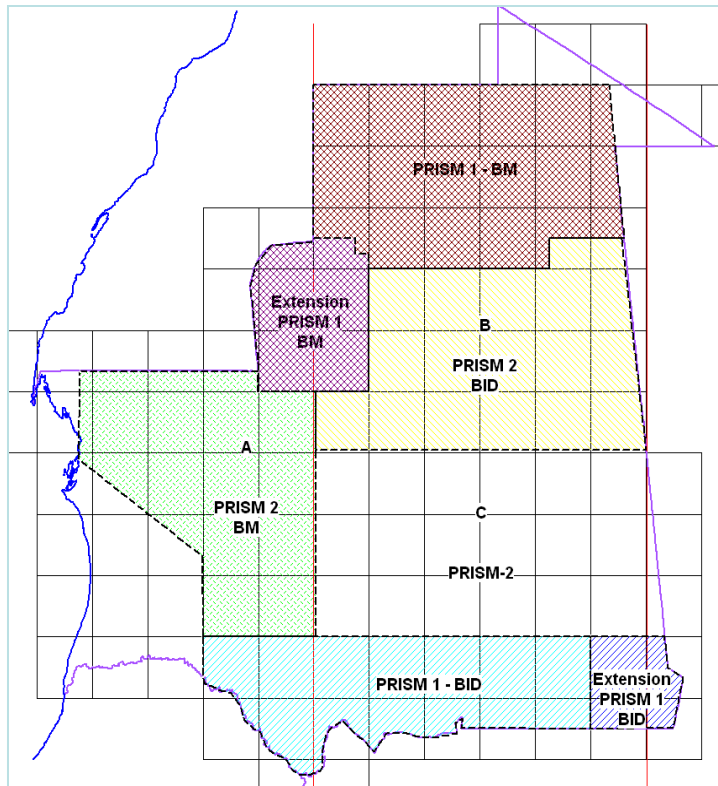 PRISM 1 - BM
Extension
PRISM 1
BM
B
PRISM 2
BID
A
PRISM 2
BM
C
PRISM-2
PRISM 1 - BID
Extension
PRISM 1
BID